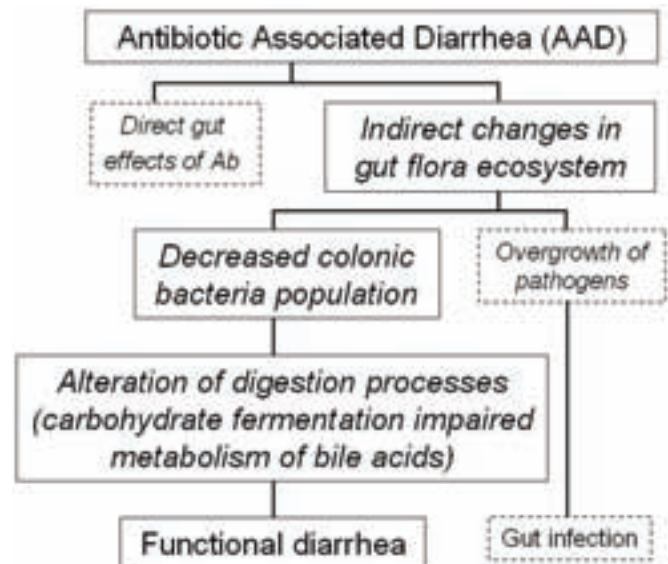 Antibiotic Associated Diarrhea (AAD)
Direct gut
effects of Ab
Indirect changes in
gut flora ecosystem
Decreased colonic
bacteria population
Overgrowth of
pathogens
Alteration of digestion processes
(carbohydrate fermentation impaired
metabolism of bile acids)
Functional diarrhea
Gut infection